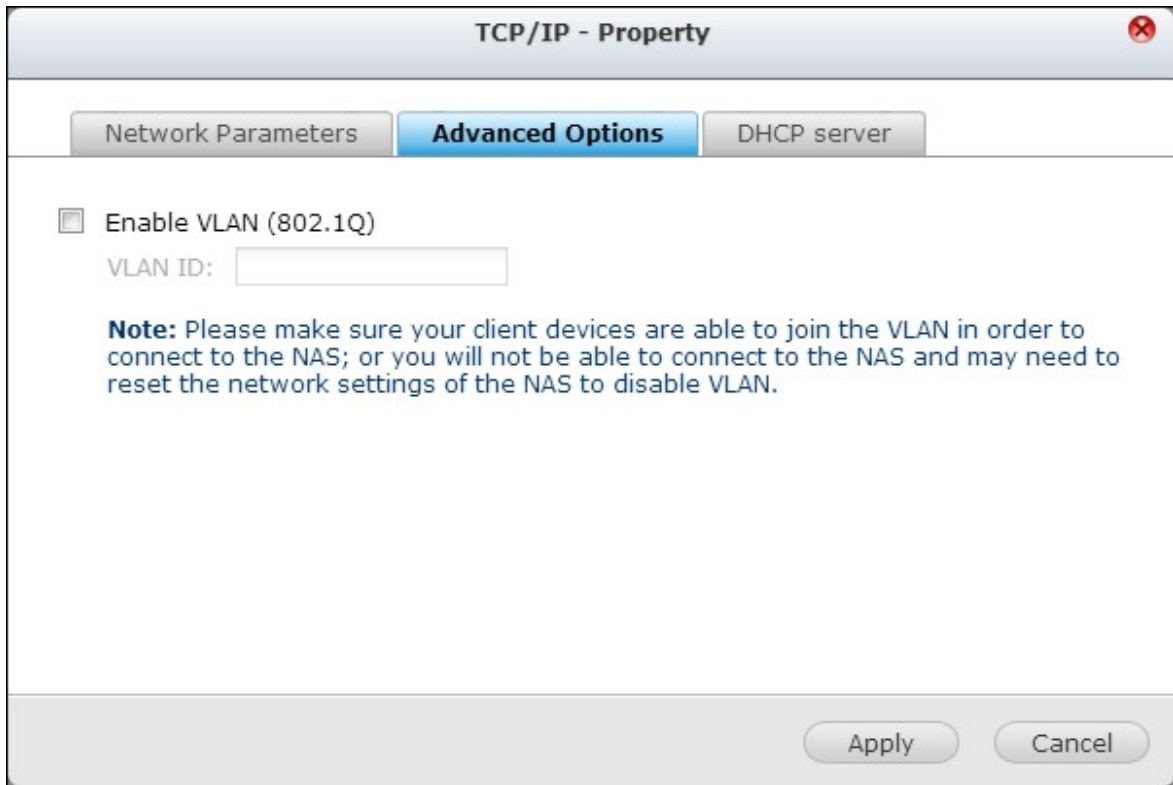 TCP/IP - Property
Network Parameters
Advanced Options
DHCP server
Enable VLAN (802.1Q)
VLAN ID:
Note: Please make sure your client devices are able to join the VLAN in order to
connect to the NAS; or you will not be able to connect to the NAS and may need to
reset the network settings of the NAS to disable VLAN.
Apply
Cancel